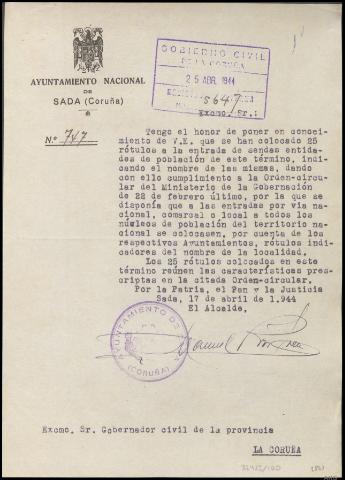 AYUNTAMIENTO NACIONAL
DE
SADA (Coruña)
GOBIERNO CIVIL
DE LA CORUÑA
25 ABR. 1944
5647
N.º 747
Excmo. Sr.:
Tengo el honor de poner en conoci-
miento de V.E. que se han colocado 25
rótulos a la entrada de sendas entida-
des de población de este término, indi-
cando el nombre de las mismas, dando
con ello cumplimiento a la Orden-circu-
lar del Ministerio de la Gobernación
de 22 de febrero último, por la que se
disponía que a las entradas por vía na-
cional, comarcal o local a todos los
núcleos de población del territorio na-
cional se colocasen, por cuenta de los
respectivos Ayuntamientos, rótulos indi-
cadores del nombre de la localidad.
Los 25 rótulos colocados en este
término reúnen las características pres-
criptas en la citada Orden-circular.
Por la Patria, el Pan y la Justicia
Sada, 17 de abril de 1.944
El Alcalde,
AYUNTAMIENTO DE
(CORUÑA)
Manuel
Excmo. Sr. Gobernador civil de la provincia
LA CORUÑA